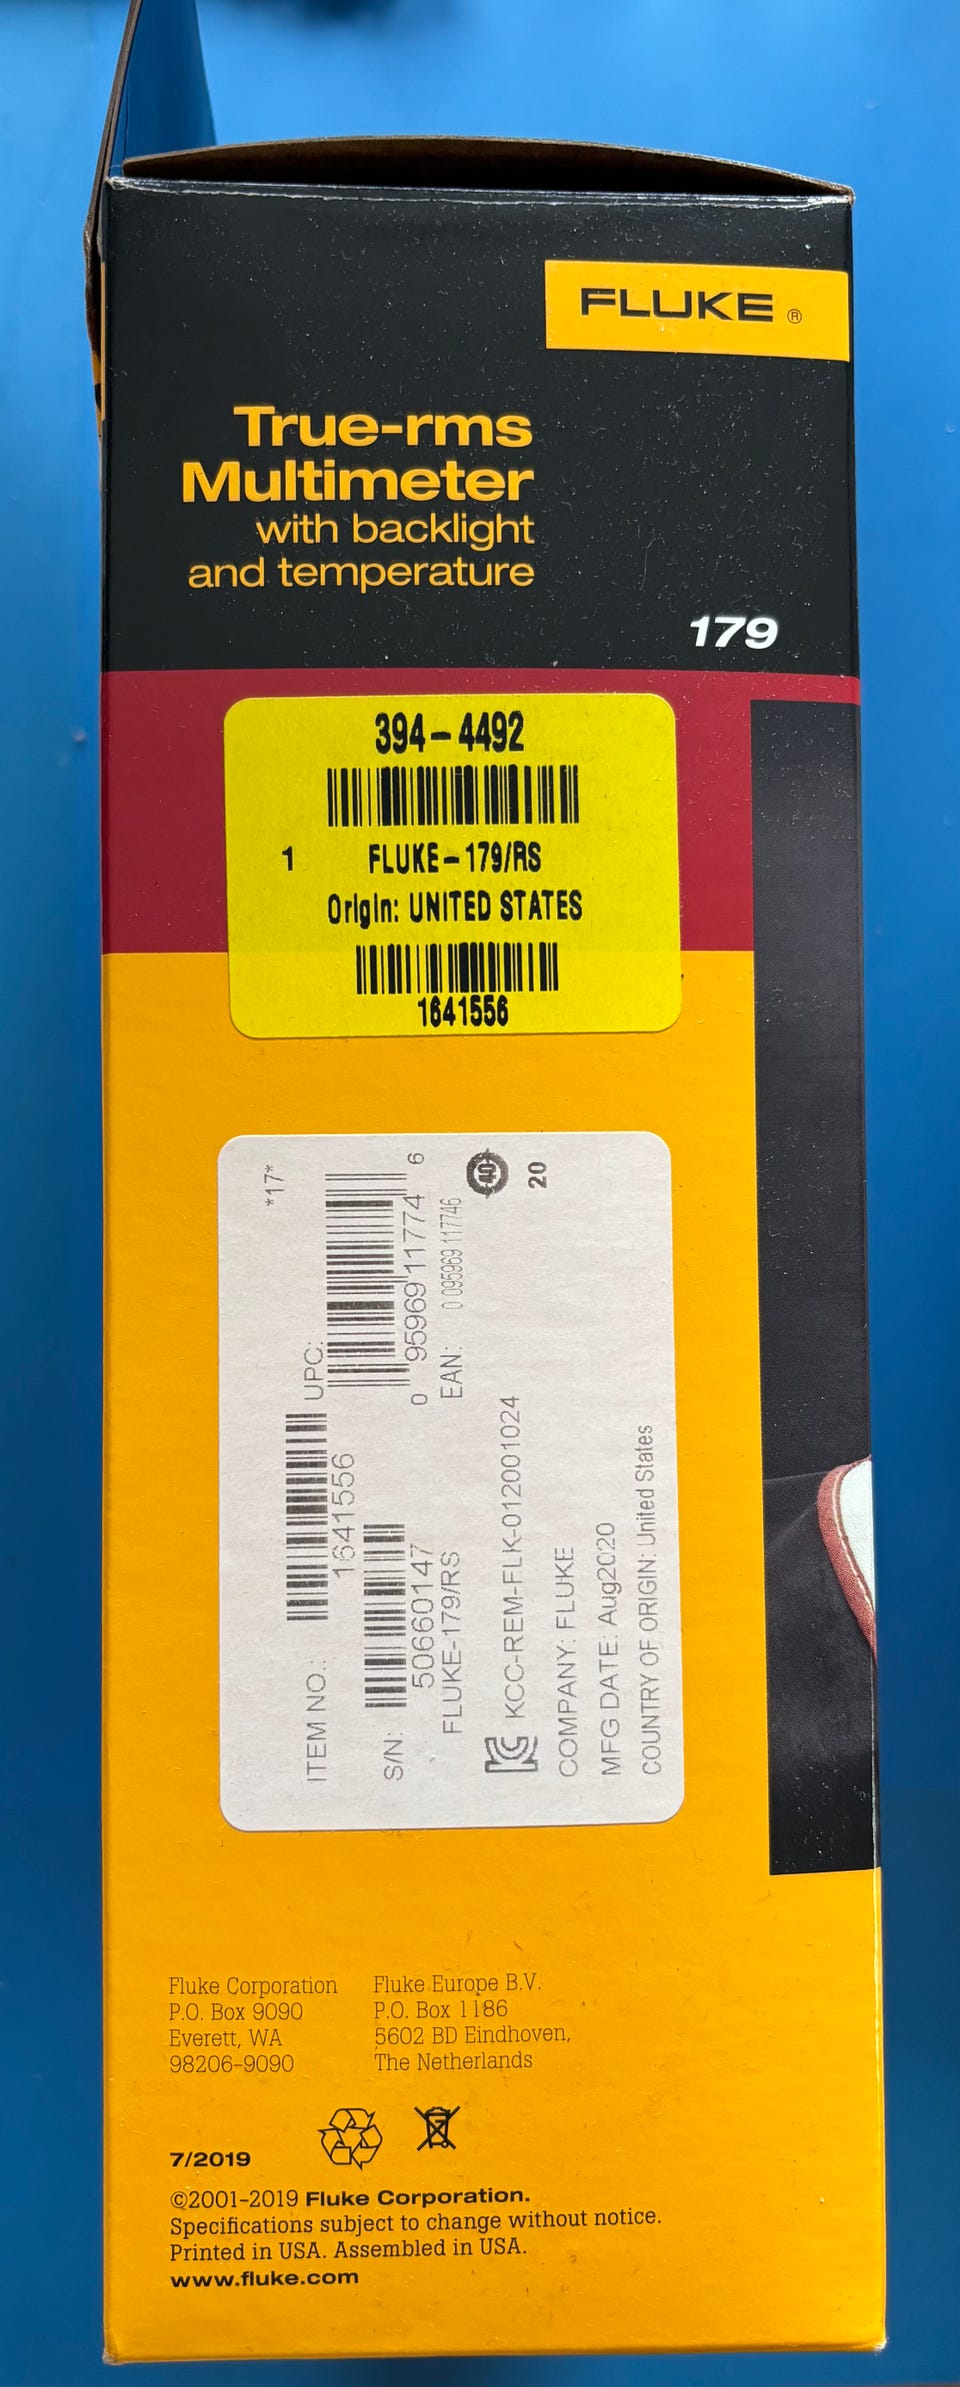 FLUKE ®
True-rms
Multimeter
with backlight
and temperature
179
394-4492
1 FLUKE-179/RS
Origin: UNITED STATES
1641556
*17*
ITEM NO.: 1641556 UPC: 0 95969 11774 6
S/N: 50660147
EAN: 0 095969 117746
FLUKE-179/RS
KCC-REM-FLK-012001024
40
20
COMPANY: FLUKE
MFG DATE: Aug2020
COUNTRY OF ORIGIN: United States
Fluke Corporation
P.O. Box 9090
Everett, WA
98206-9090
Fluke Europe B.V.
P.O. Box 1186
5602 BD Eindhoven,
The Netherlands
7/2019
©2001-2019 Fluke Corporation.
Specifications subject to change without notice.
Printed in USA. Assembled in USA.
www.fluke.com